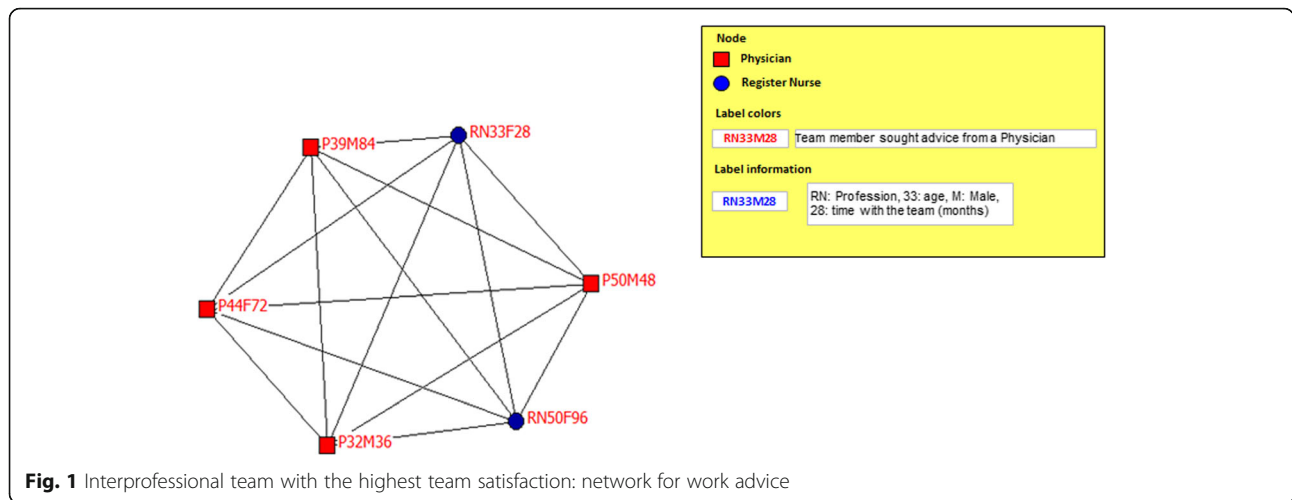 Node
Physician
Register Nurse
Label colors
RN33M28 Team member sought advice from a Physician
Label information
RN33M28 RN: Profession, 33: age, M: Male,
28: time with the team (months)
RN33F28
P39M84
P50M48
P44F72
RN50F96
P32M36
Fig. 1 Interprofessional team with the highest team satisfaction: network for work advice